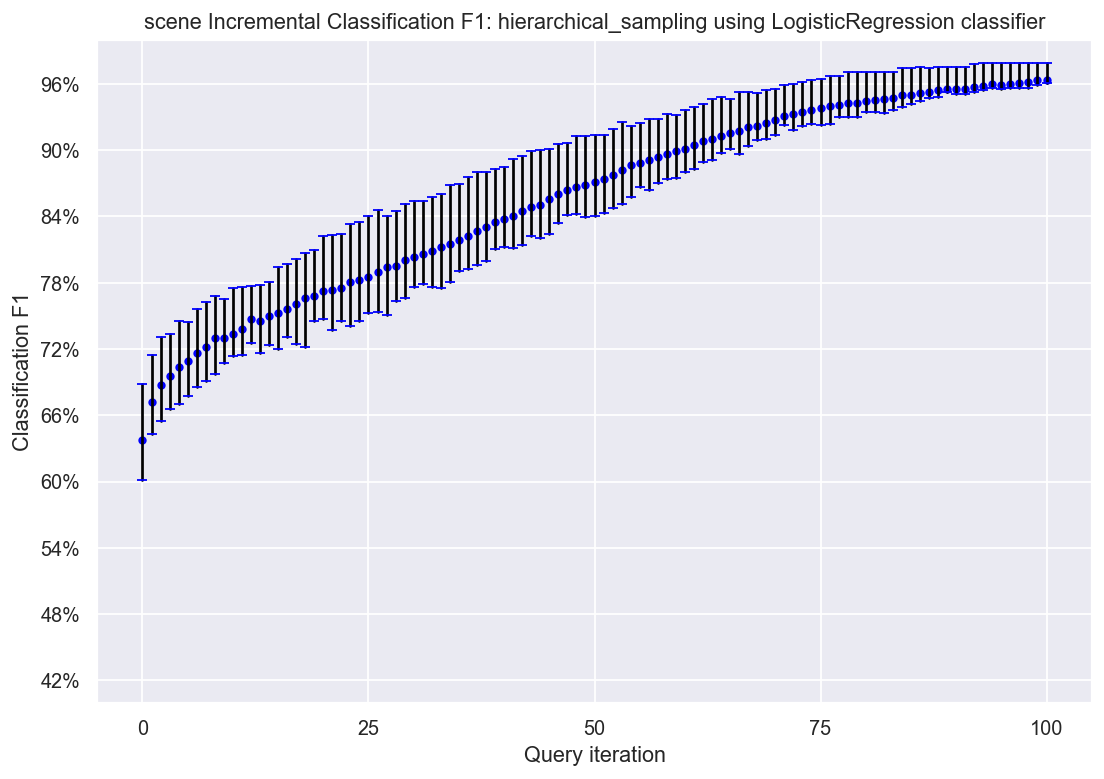 scene Incremental Classification F1: hierarchical_sampling using LogisticRegression classifier
96%
90%
84%
78%
72%
66%
60%
54%
48%
42%
Classification F1
0 25 50 75 100
Query iteration